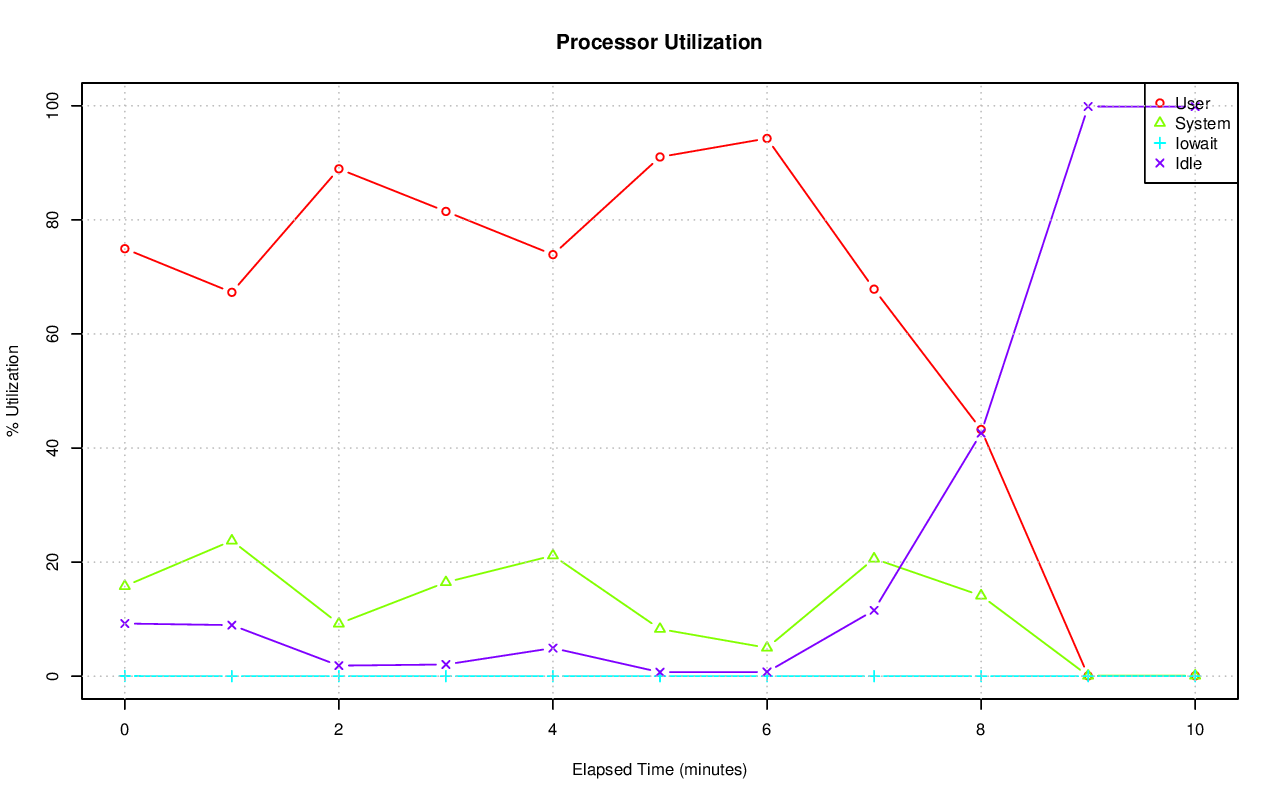 Processor Utilization
% Utilization
100
80
60
40
20
0
User
System
Iowait
Idle
0 2 4 6 8 10
Elapsed Time (minutes)